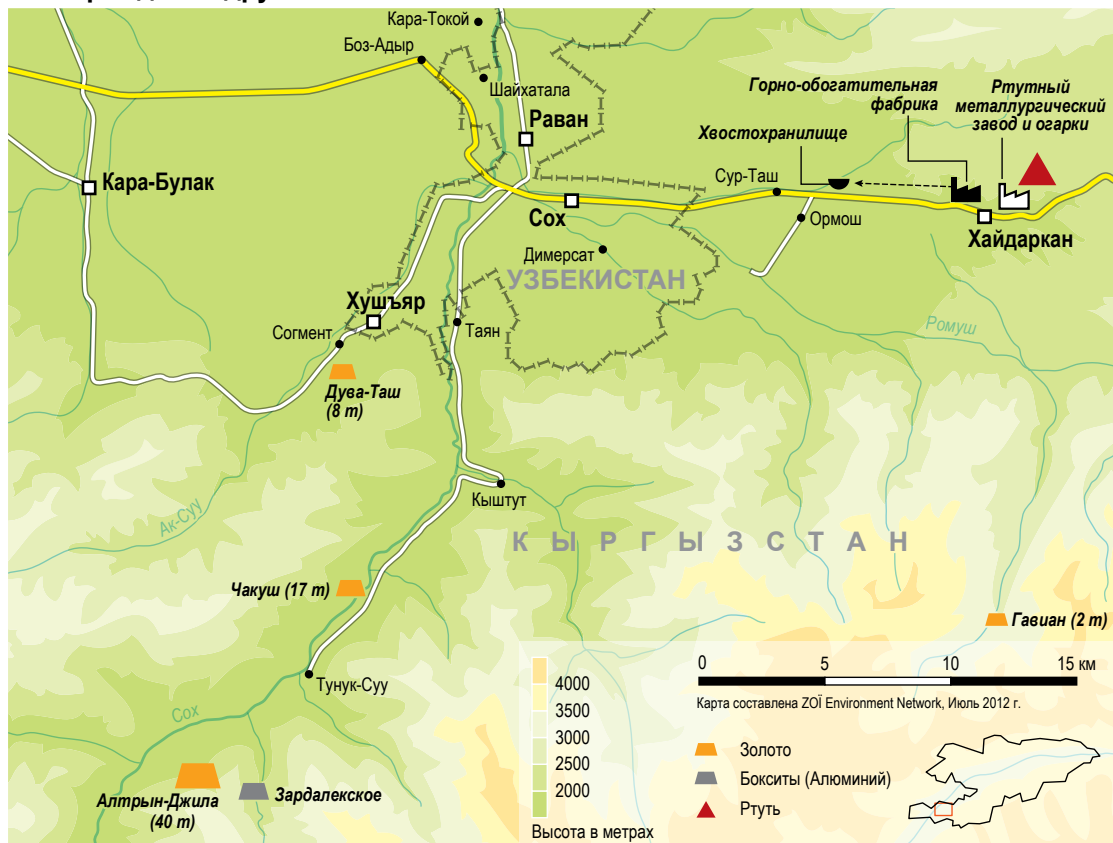 Кара-Токой
Боз-Адыр
Шайхатала
Раван
Горно-обогатительная
фабрика
Ртутный
металлургический
завод и огарки
Хвостохранилище
Кара-Булак
Сох
Сур-Таш
Ормош
Хайдаркан
Димерсат
УЗБЕКИСТАН
Хушъяр
Согмент
Таян
Ромуш
Дува-Таш
(8 т)
Кыштут
Ак-Суу
КЫРГЫЗСТАН
Чакуш (17 т)
Гавиан (2 т)
Тунук-Суу
Сох
Алтрын-Джила
(40 т)
Зардалекское
4000
3500
3000
2500
2000
Высота в метрах
0 5 10 15 км
Карта составлена ZOÏ Environment Network, Июль 2012 г.
Золото
Бокситы (Алюминий)
Ртуть